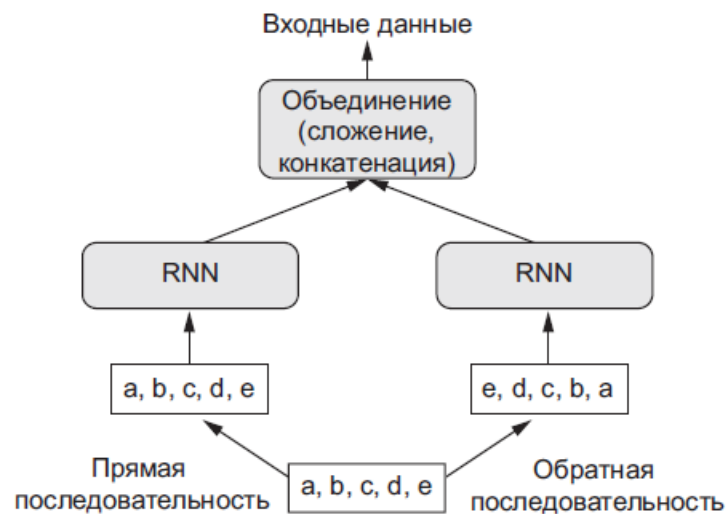 Входные данные
Объединение
(сложение,
конкатенация)
RNN
RNN
a, b, c, d, e
e, d, c, b, a
Прямая
последовательность
a, b, c, d, e
Обратная
последовательность